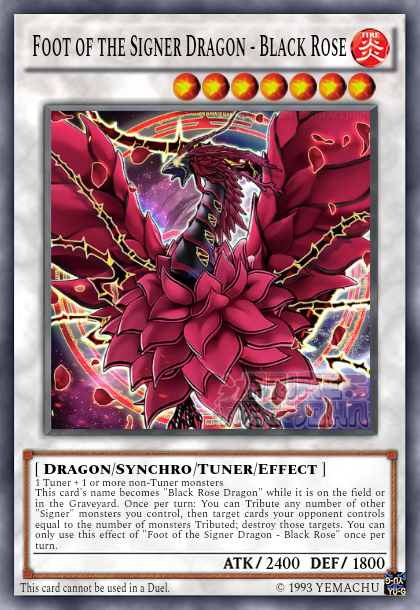 FOOT OF THE SIGNER DRAGON - BLACK ROSE
FIRE
炎
[ DRAGON/SYNCHRO/TUNER/EFFECT ]
1 Tuner + 1 or more non-Tuner monsters
This card's name becomes "Black Rose Dragon" while it is on the field or
in the Graveyard. Once per turn: You can Tribute any number of other
"Signer" monsters you control, then target cards your opponent controls
equal to the number of monsters Tributed; destroy those targets. You can
only use this effect of "Foot of the Signer Dragon - Black Rose" once per
turn.
ATK / 2400 DEF / 1800
This card cannot be used in a Duel.
© 1993 YEMACHU